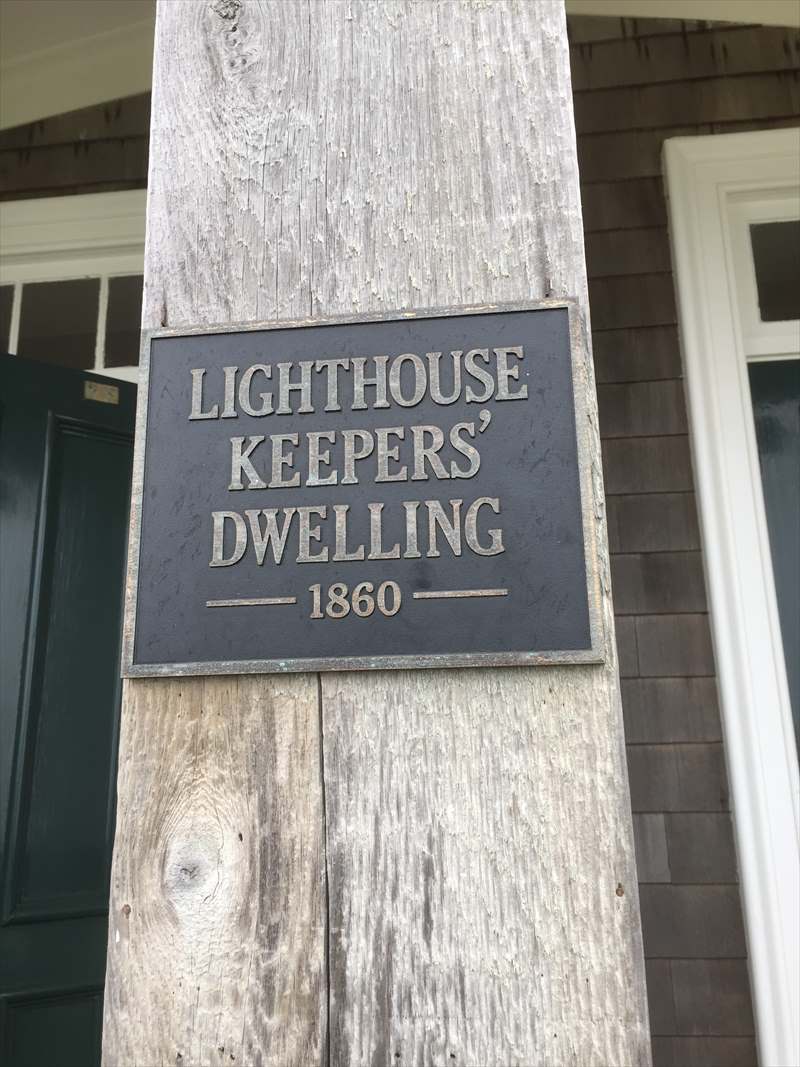 LIGHTHOUSE
KEEPERS’
DWELLING
— 1860 —